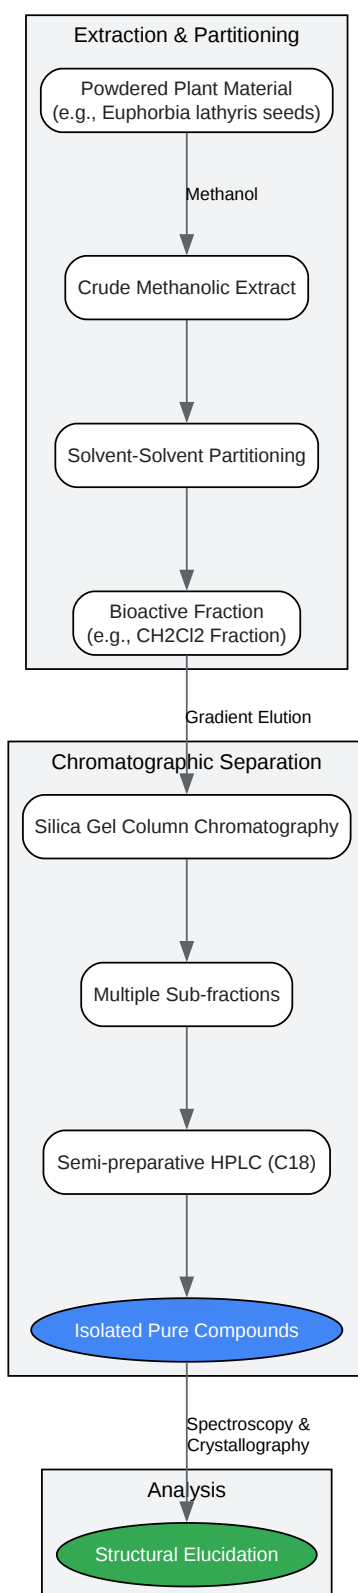 Extraction & Partitioning
Powdered Plant Material
(e.g., Euphorbia lathyris seeds)
Methanol
Crude Methanolic Extract
Solvent-Solvent Partitioning
Bioactive Fraction
(e.g., CH2Cl2 Fraction)
Gradient Elution
Chromatographic Separation
Silica Gel Column Chromatography
Multiple Sub-fractions
Semi-preparative HPLC (C18)
Isolated Pure Compounds
Spectroscopy &
Crystallography
Analysis
Structural Elucidation